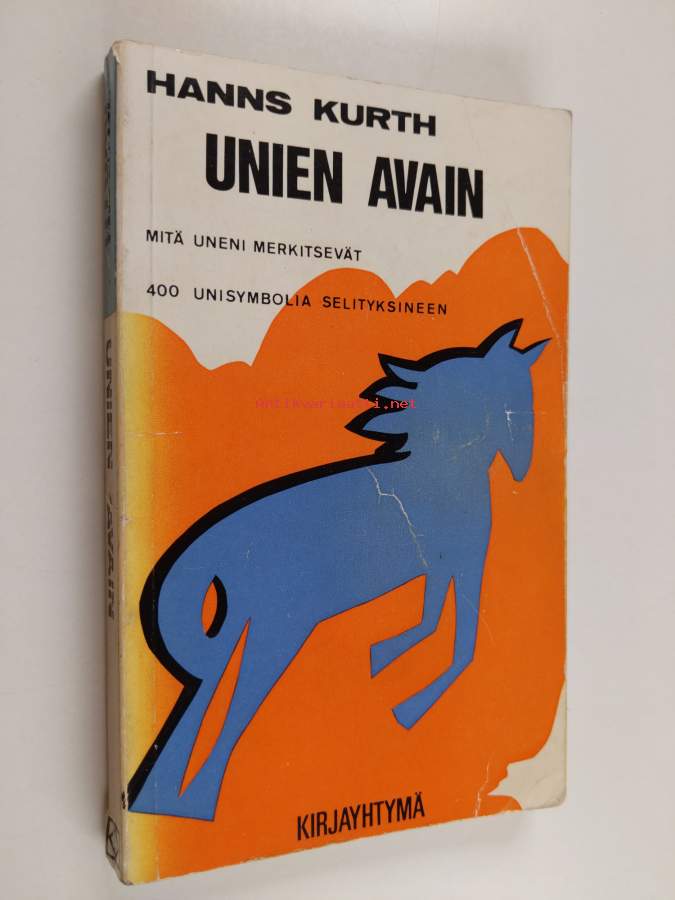 HANNS KURTH
UNIEN AVAIN
MITÄ UNENI MERKITSEVÄT
400 UNISYMBOLIA SELITYKSINEEN
antikvariaatti.net
KIRJAYHTYMÄ
UNIEN AVAIN